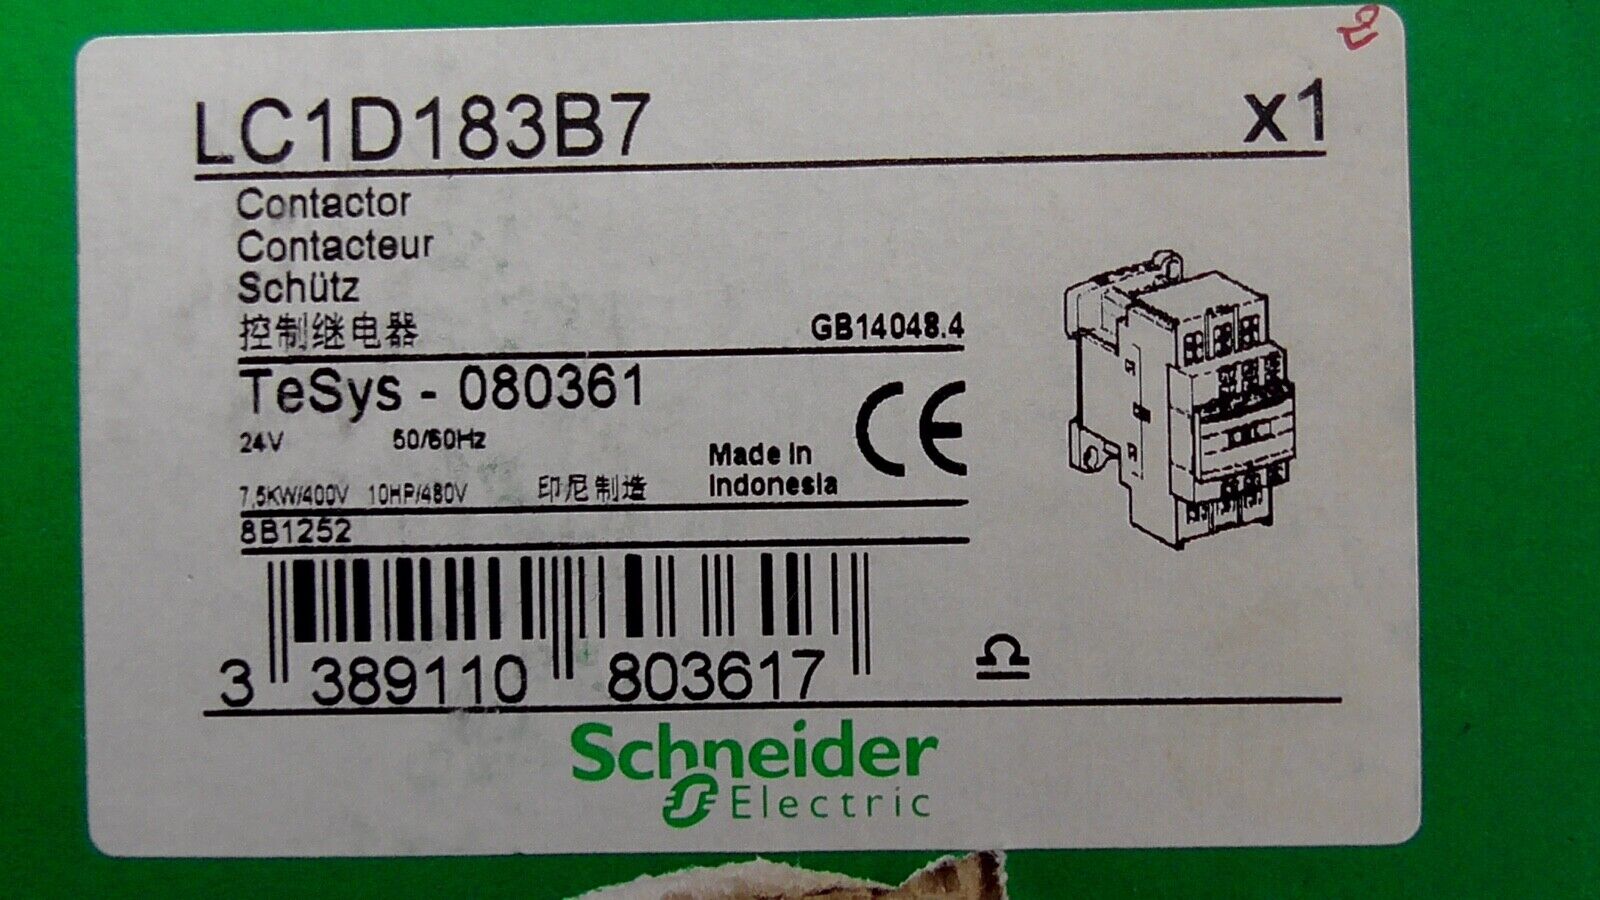 LC1D183B7 x1
Contactor
Contacteur
Schütz
控制继电器 GB14048.4
TeSys - 080361
24V 50/60Hz
Made in
Indonesia
7,5KW/400V 10HP/480V 印尼制造
8B1252
3 389110 803617
Schneider
Electric